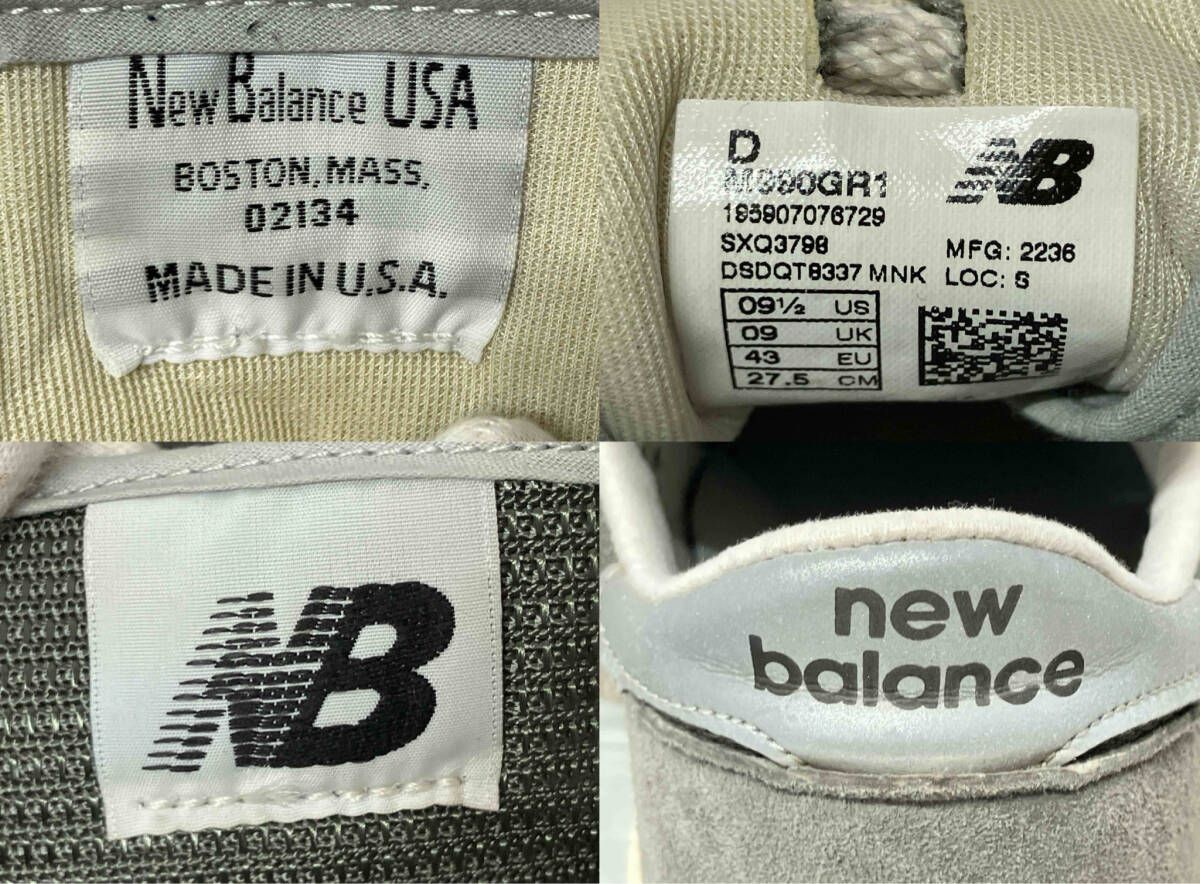 New Balance USA
BOSTON, MASS.
02134
MADE IN U.S.A.
D
195907076729
SXQ3798
DSDQT8337 MNK
09½ US
09 UK
43 EU
27.5 CM
NB
MFG: 2236
LOC: S
NB
new
balance